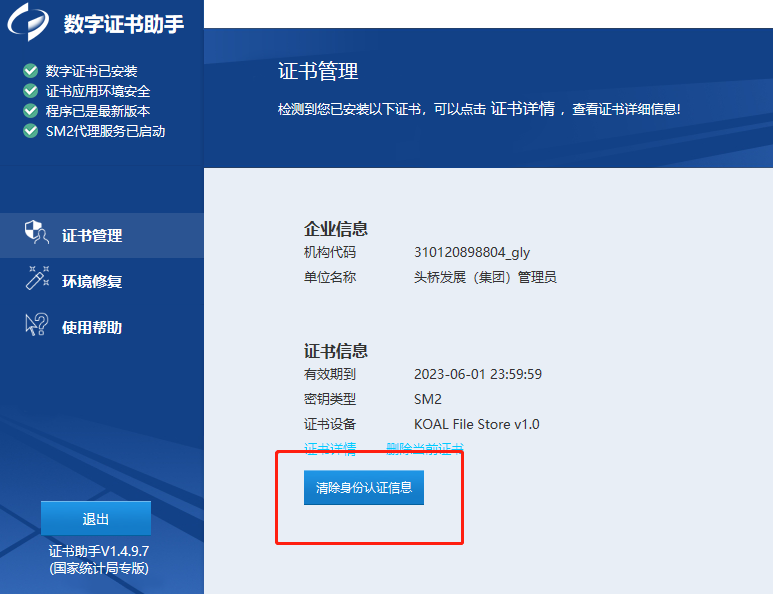 数字证书助手
数字证书已安装
证书应用环境安全
程序已是最新版本
SM2代理服务已启动
证书管理
环境修复
使用帮助
退出
证书助手V1.4.9.7
(国家统计局专版)
证书管理
检测到您已安装以下证书，可以点击 证书详情 ，查看证书详细信息!
企业信息
机构代码 310120898804_gly
单位名称 头桥发展（集团）管理员
证书信息
有效期到 2023-06-01 23:59:59
密钥类型 SM2
证书设备 KOAL File Store v1.0
证书详情 删除当前证书
清除身份认证信息